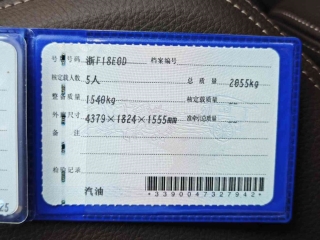 号牌号码 浙F18E0D 档案编号
核定载人数 5人 总质量 2055kg
整备质量 1540kg 核定载质量
外廓尺寸 4379×1824×1555mm 准牵引总质量
备注
检验记录
汽油
*3390047327942*